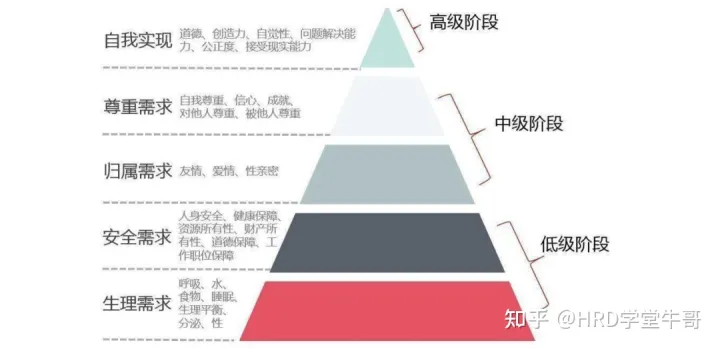 高级阶段
自我实现
道德、创造力、自觉性、问题解决能
力、公正度、接受现实能力
尊重需求
自我尊重、信心、成就、
对他人尊重、被他人尊重
中级阶段
归属需求
友情、爱情、性亲密
安全需求
人身安全、健康保障、
资源所有性、财产所
有性、道德保障、工
作职位保障
低级阶段
生理需求
呼吸、水、
食物、睡眠、
生理平衡、
分泌、性
知乎 @HRD学堂牛哥